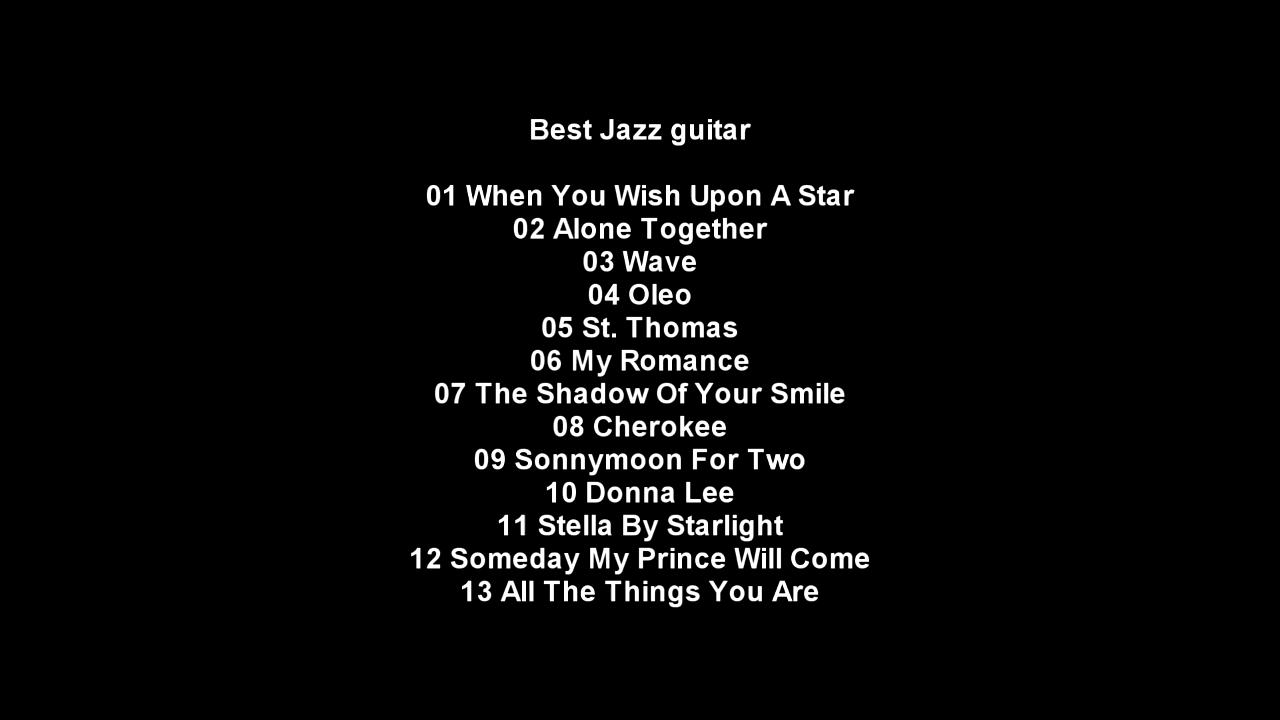 Best Jazz guitar
01 When You Wish Upon A Star
02 Alone Together
03 Wave
04 Oleo
05 St. Thomas
06 My Romance
07 The Shadow Of Your Smile
08 Cherokee
09 Sonnymoon For Two
10 Donna Lee
11 Stella By Starlight
12 Someday My Prince Will Come
13 All The Things You Are